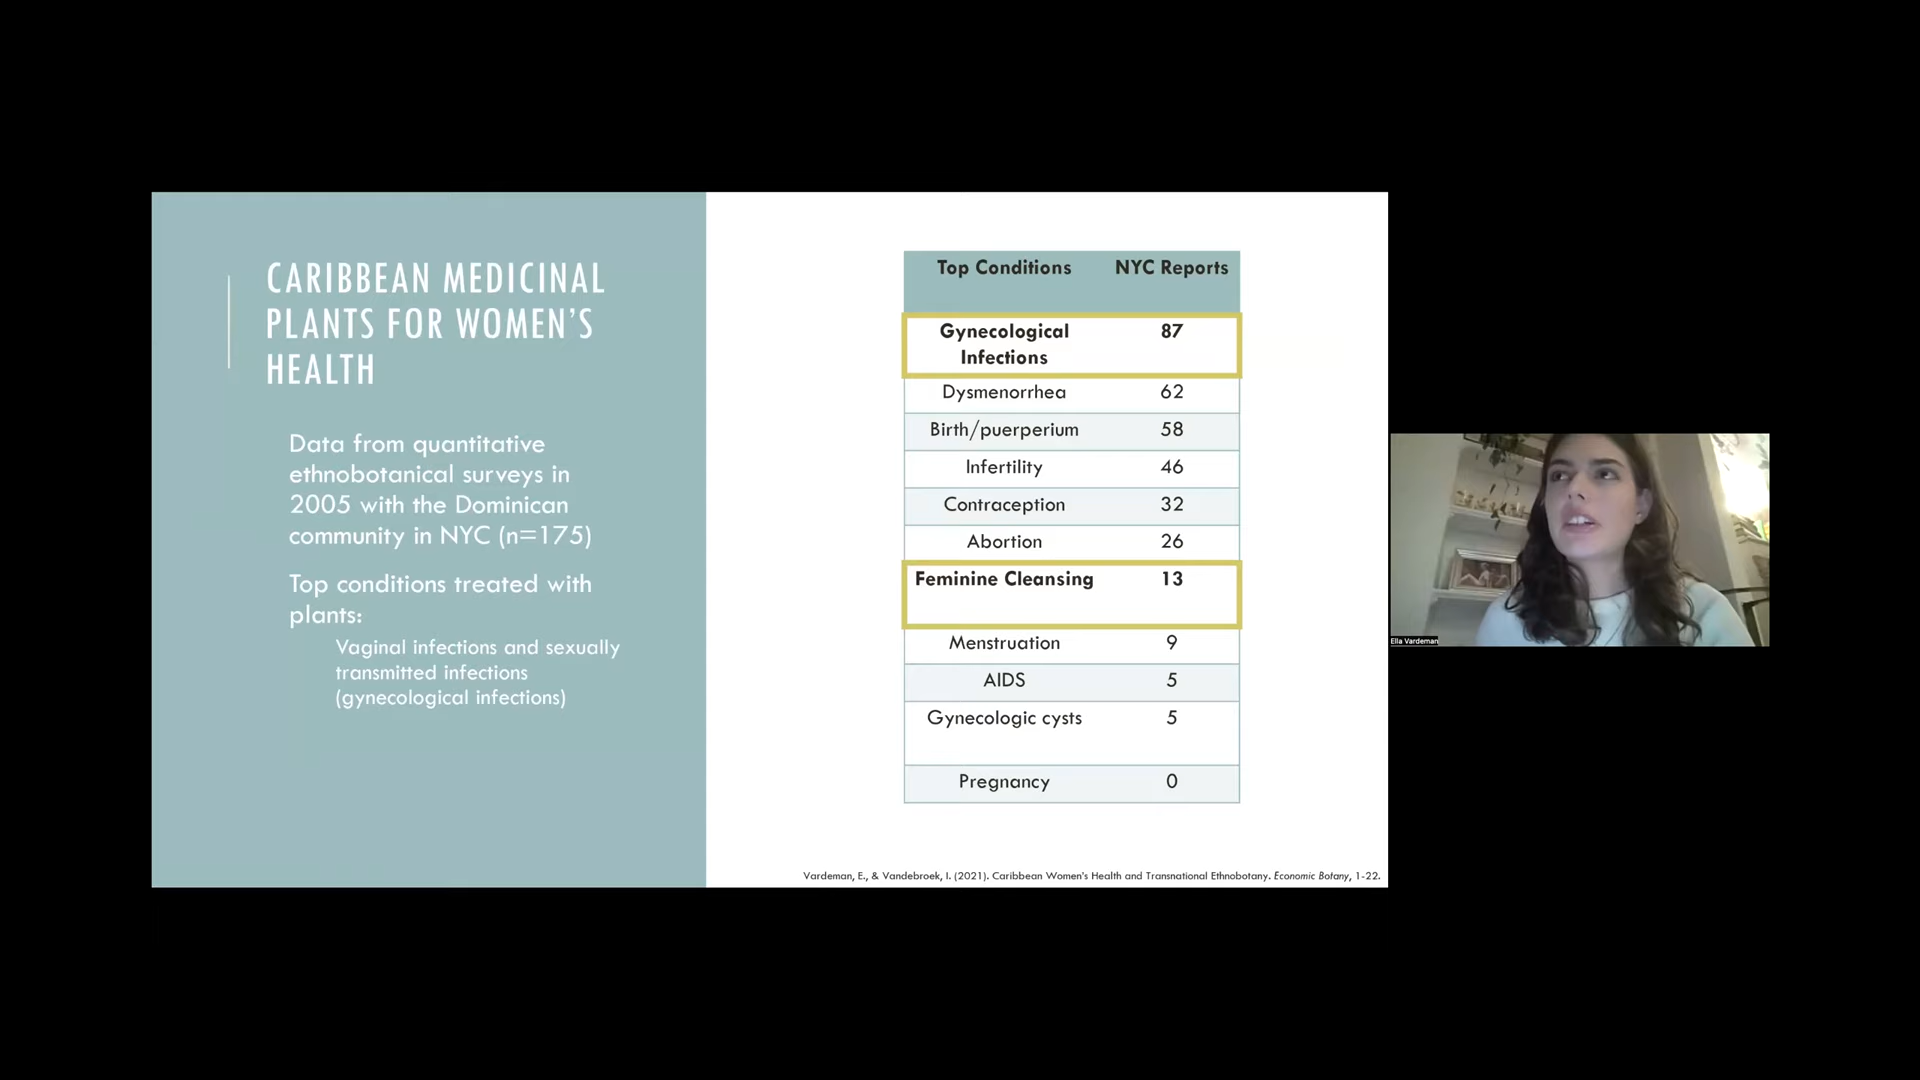 CARIBBEAN MEDICINAL
PLANTS FOR WOMEN'S
HEALTH
Data from quantitative
ethnobotanical surveys in
2005 with the Dominican
community in NYC (n=175)
Top conditions treated with
plants:
Vaginal infections and sexually
transmitted infections
(gynecological infections)
Top Conditions NYC Reports
Gynecological 87
Infections
Dysmenorrhea 62
Birth/puerperium 58
Infertility 46
Contraception 32
Abortion 26
Feminine Cleansing 13
Menstruation 9
AIDS 5
Gynecologic cysts 5
Pregnancy 0
Vardeman, E., & Vandebroek, I. (2021). Caribbean Women's Health and Transnational Ethnobotany. Economic Botany, 1-22.
Ella Vardeman